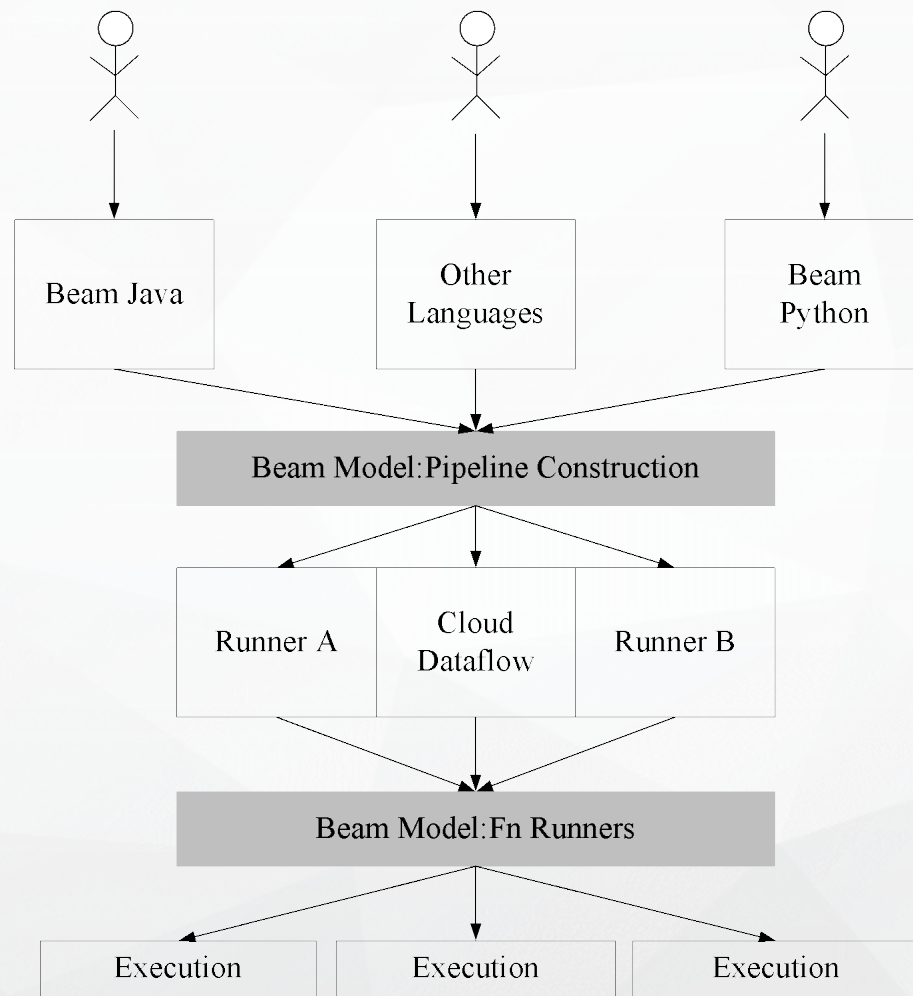 Beam Java
Other
Languages
Beam
Python
Beam Model:Pipeline Construction
Runner A
Cloud
Dataflow
Runner B
Beam Model:Fn Runners
Execution
Execution
Execution